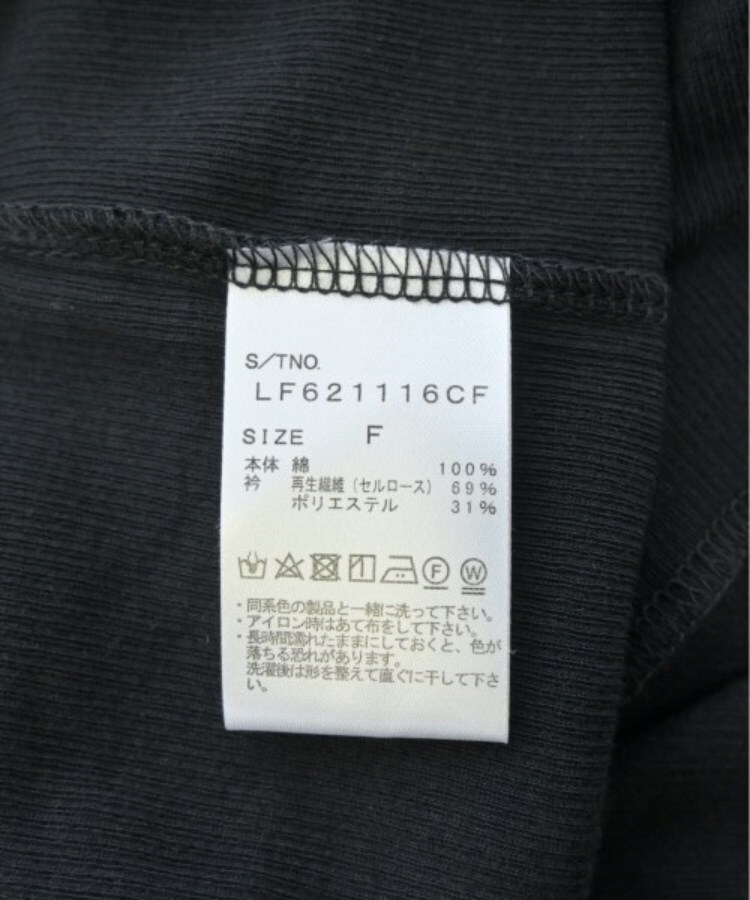 S/TNO.
LF621116CF
SIZE F
本体 綿 100%
衿 再生繊維(セルロース) 69%
ポリエステル 31%
F W
・同系色の製品と一緒に洗って下さい。
・アイロン時はあて布をして下さい。
・長時間濡れたままにしておくと、色が
落ちる恐れがあります。
洗濯後は形を整えて直ぐに干して下さ
い。